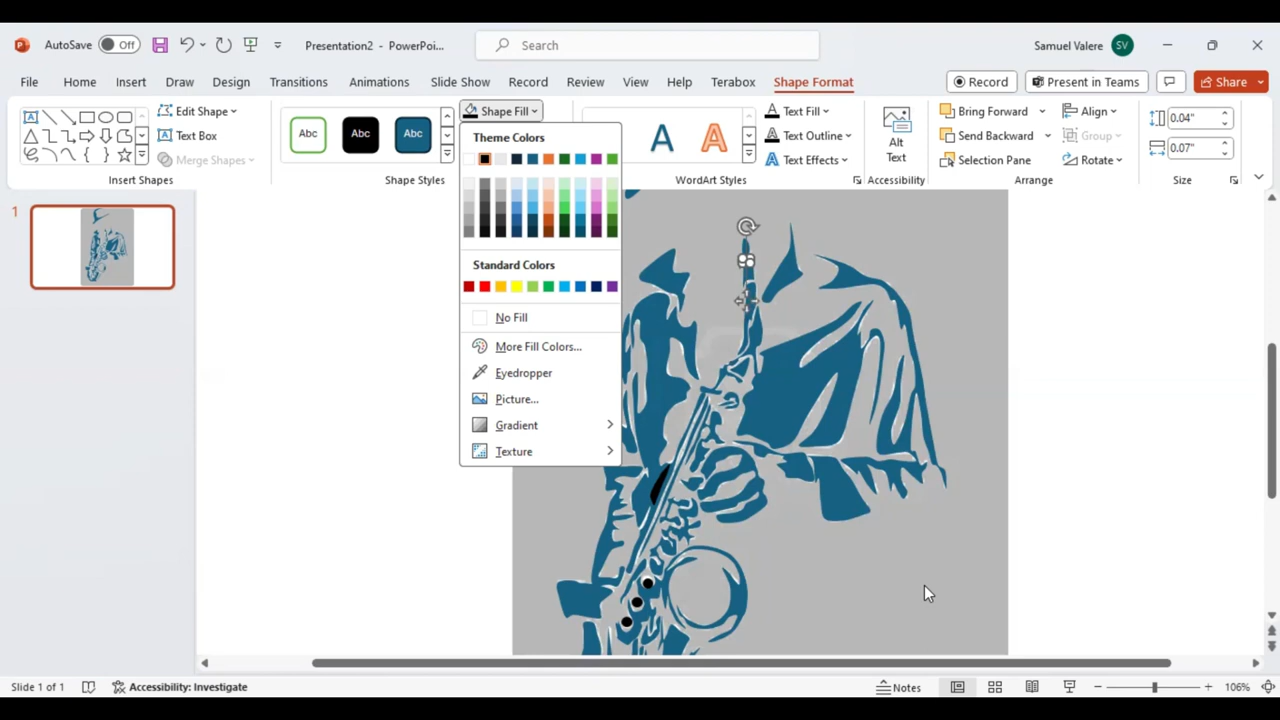 AutoSave Off Presentation2 - PowerPoi... Search Samuel Valere SV
File Home Insert Draw Design Transitions Animations Slide Show Record Review View Help Terabox Shape Format Record Present in Teams Share
Edit Shape
Text Box
Merge Shapes
Insert Shapes
Abc Abc Abc
Shape Styles
Shape Fill
Theme Colors
Standard Colors
No Fill
More Fill Colors...
Eyedropper
Picture...
Gradient
Texture
A A
WordArt Styles
Text Fill
Text Outline
Text Effects
Alt
Text
Accessibility
Bring Forward
Send Backward
Selection Pane
Align
Group
Rotate
Arrange
0.04"
0.07"
Size
1
Slide 1 of 1 Accessibility: Investigate Notes 106%